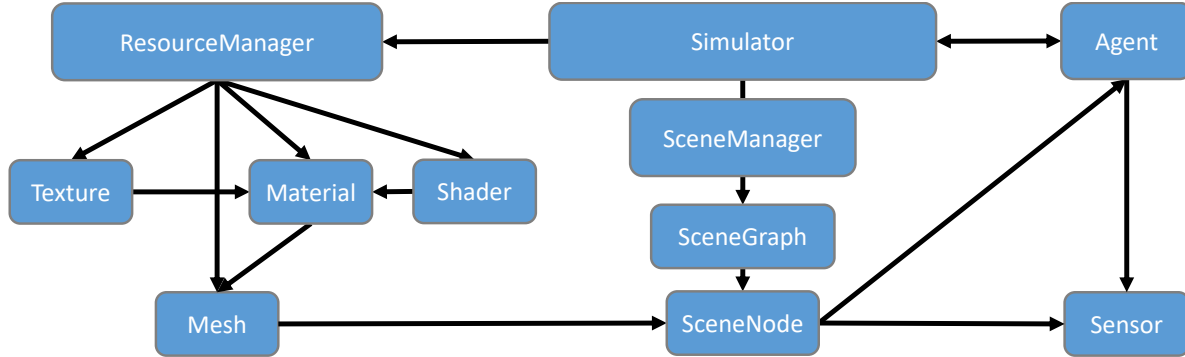 ResourceManager
Simulator
Agent
SceneManager
Texture
Material
Shader
SceneGraph
Mesh
SceneNode
Sensor